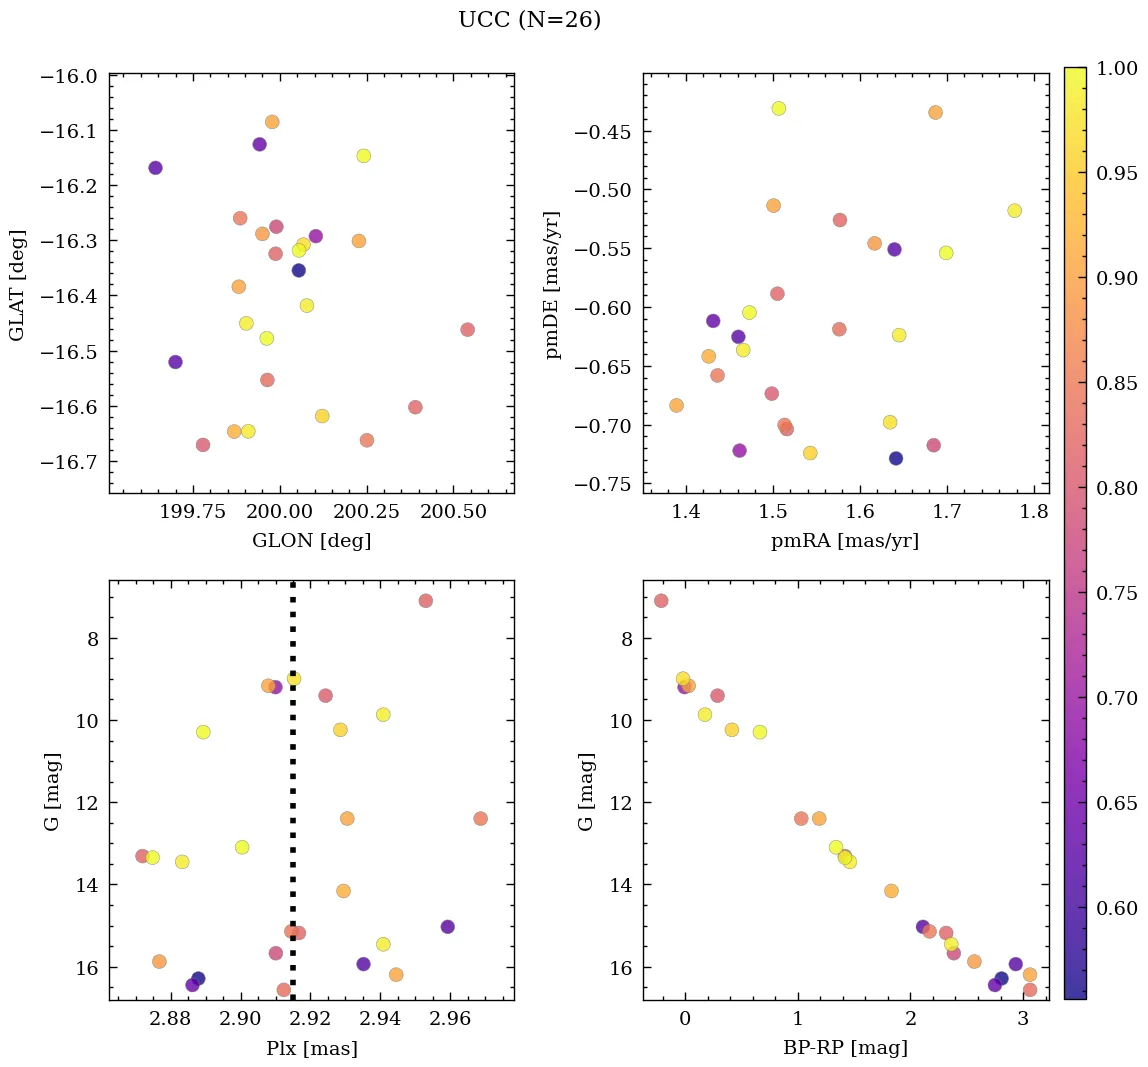 UCC (N=26)
−16.0
−16.1
−16.2
−16.3
−16.4
−16.5
−16.6
−16.7
GLAT [deg]
199.75 200.00 200.25 200.50
GLON [deg]
−0.45
−0.50
−0.55
−0.60
−0.65
−0.70
−0.75
pmDE [mas/yr]
1.4 1.5 1.6 1.7 1.8
pmRA [mas/yr]
8
10
12
14
16
G [mag]
2.88 2.90 2.92 2.94 2.96
Plx [mas]
8
10
12
14
16
G [mag]
0 1 2 3
BP-RP [mag]
1.00
0.95
0.90
0.85
0.80
0.75
0.70
0.65
0.60